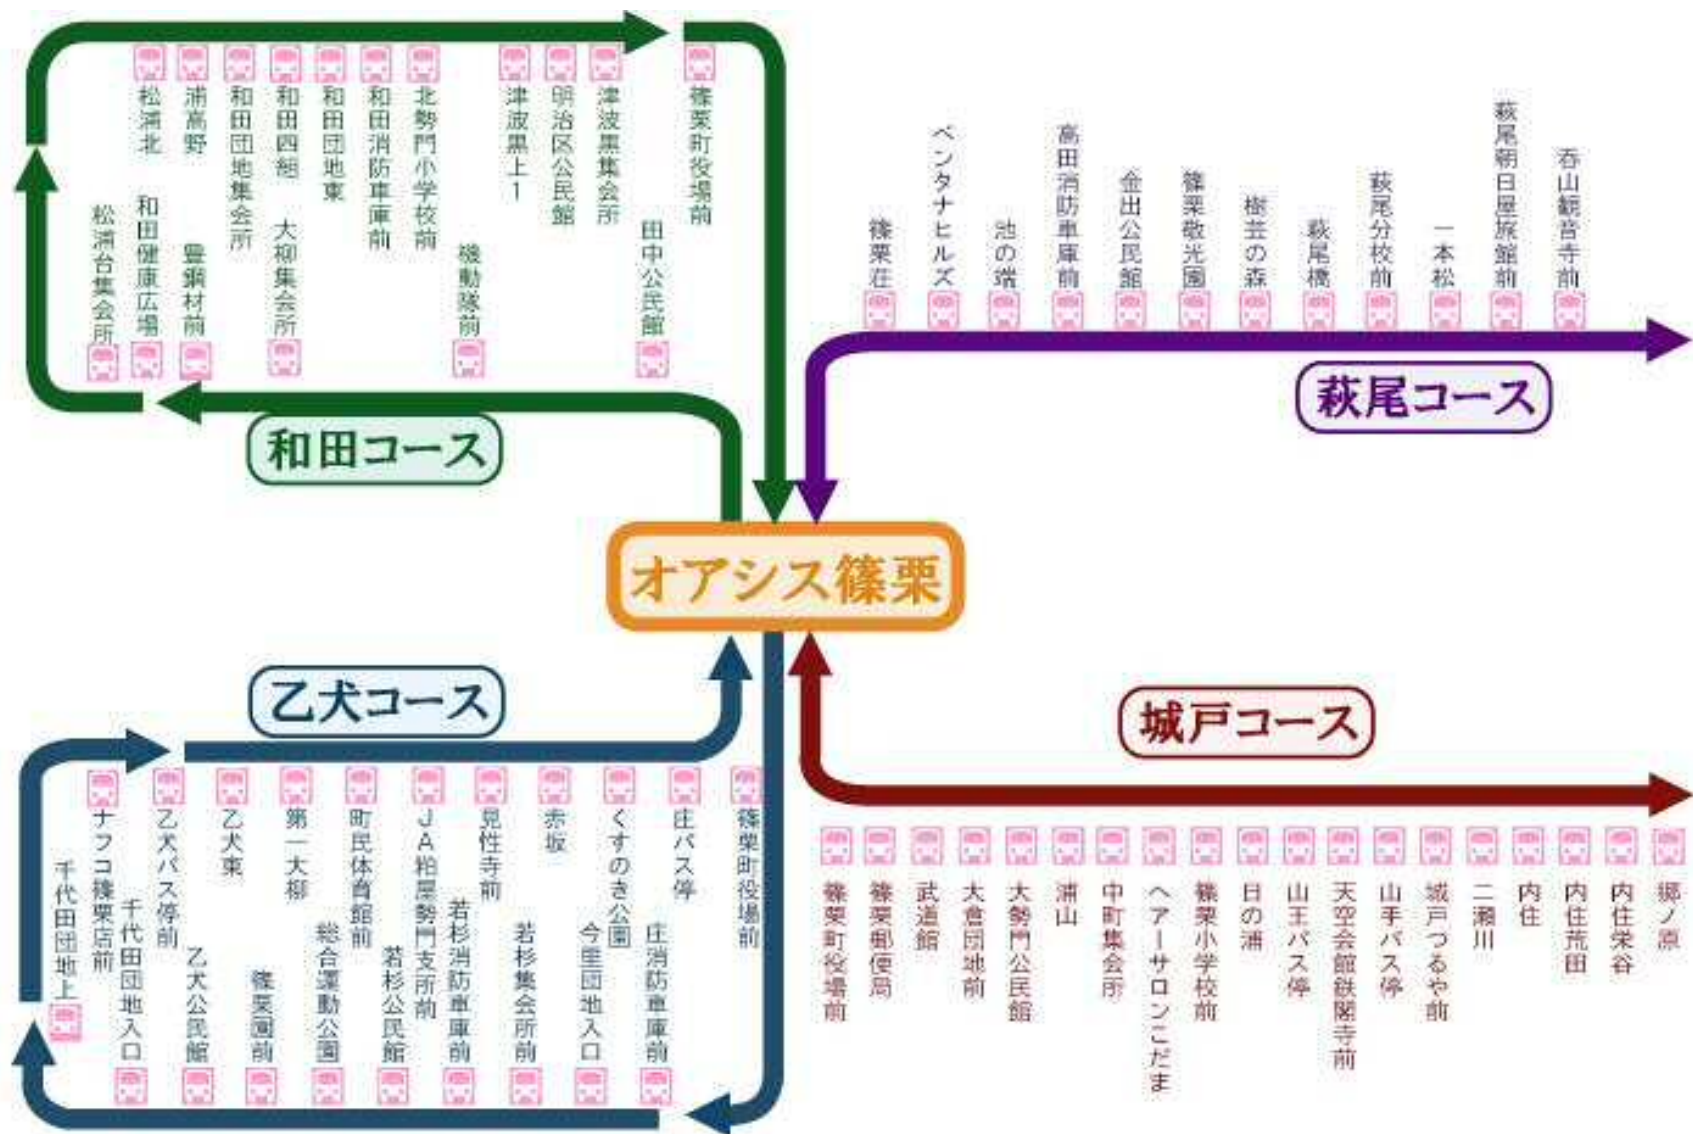 松浦北
浦高野
和田団地集会所
和田四組
和田団地東
和田消防車庫前
北勢門小学校前
津波黒上1
明治区公民館
津波黒集会所
篠栗町役場前
松浦台集会所
和田健康広場
豊鋼材前
大柳集会所
機動隊前
田中公民館
和田コース
篠栗荘
ベンタナヒルズ
池の端
高田消防車庫前
金出公民館
篠栗敬光園
樹芸の森
萩尾橋
萩尾分校前
一本松
萩尾朝日屋旅館前
呑山観音寺前
萩尾コース
オアシス篠栗
乙犬コース
ナフコ篠栗店前
乙犬バス停前
乙犬東
第一大柳
町民体育館前
JA粕屋勢門支所前
見性寺前
赤坂
くすのき公園
庄バス停
篠栗町役場前
千代田団地上
千代田団地入口
乙犬公民館
篠栗園前
総合運動公園
若杉公民館
若杉消防車庫前
若杉集会所前
今里団地入口
庄消防車庫前
城戸コース
篠栗町役場前
篠栗郵便局
武道館
大倉団地前
大勢門公民館
浦山
中町集会所
ヘアーサロンこだま
篠栗小学校前
日の浦
山王バス停
天空会館鉄閣寺前
山手バス停
城戸つるや前
二瀬川
内住
内住荒田
内住栄谷
郷ノ原